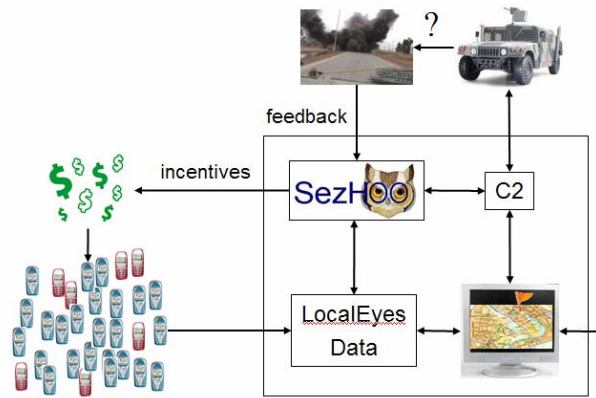 ?
feedback
incentives
SezHOO
C2
LocalEyes
Data
$ $ $ $ $ $ $